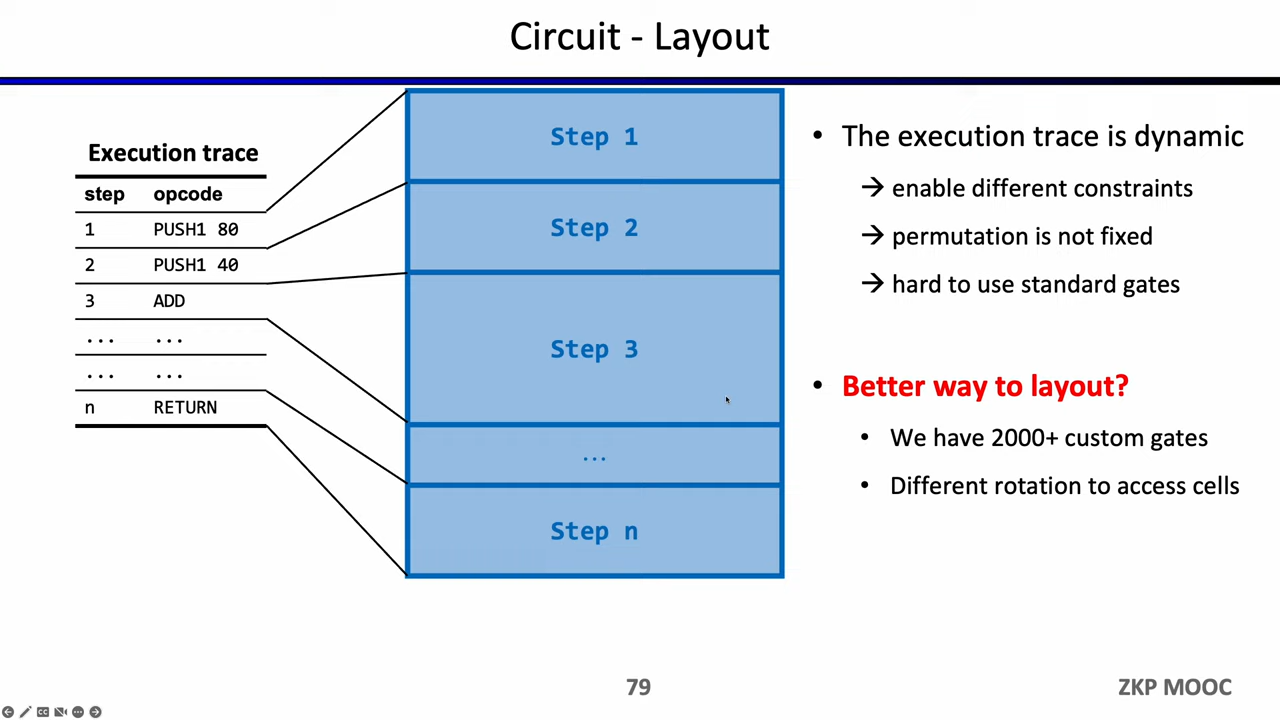 Circuit - Layout
Execution trace
step opcode
1 PUSH1 80
2 PUSH1 40
3 ADD
... ...
... ...
n RETURN
Step 1
Step 2
Step 3
...
Step n
• The execution trace is dynamic
→ enable different constraints
→ permutation is not fixed
→ hard to use standard gates
• Better way to layout?
• We have 2000+ custom gates
• Different rotation to access cells
79
ZKP MOOC